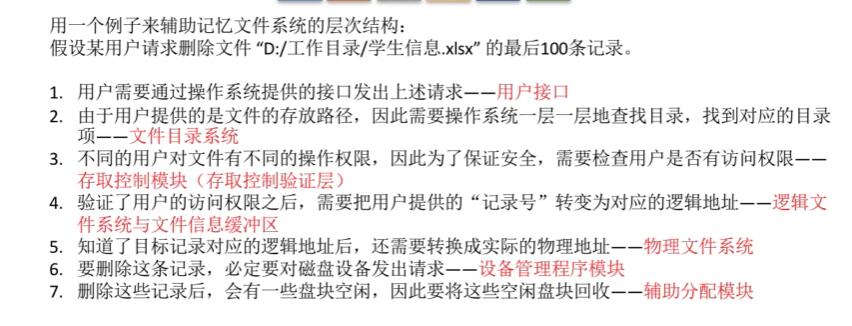 用一个例子来辅助记忆文件系统的层次结构：
假设某用户请求删除文件 “D:/工作目录/学生信息.xlsx” 的最后100条记录。
1. 用户需要通过操作系统提供的接口发出上述请求——用户接口
2. 由于用户提供的是文件的存放路径，因此需要操作系统一层一层地查找目录，找到对应的目录
项——文件目录系统
3. 不同的用户对文件有不同的操作权限，因此为了保证安全，需要检查用户是否有访问权限——
存取控制模块（存取控制验证层）
4. 验证了用户的访问权限之后，需要把用户提供的“记录号”转变为对应的逻辑地址——逻辑文
件系统与文件信息缓冲区
5. 知道了目标记录对应的逻辑地址后，还需要转换成实际的物理地址——物理文件系统
6. 要删除这条记录，必定要对磁盘设备发出请求——设备管理程序模块
7. 删除这些记录后，会有一些盘块空闲，因此要将这些空闲盘块回收——辅助分配模块